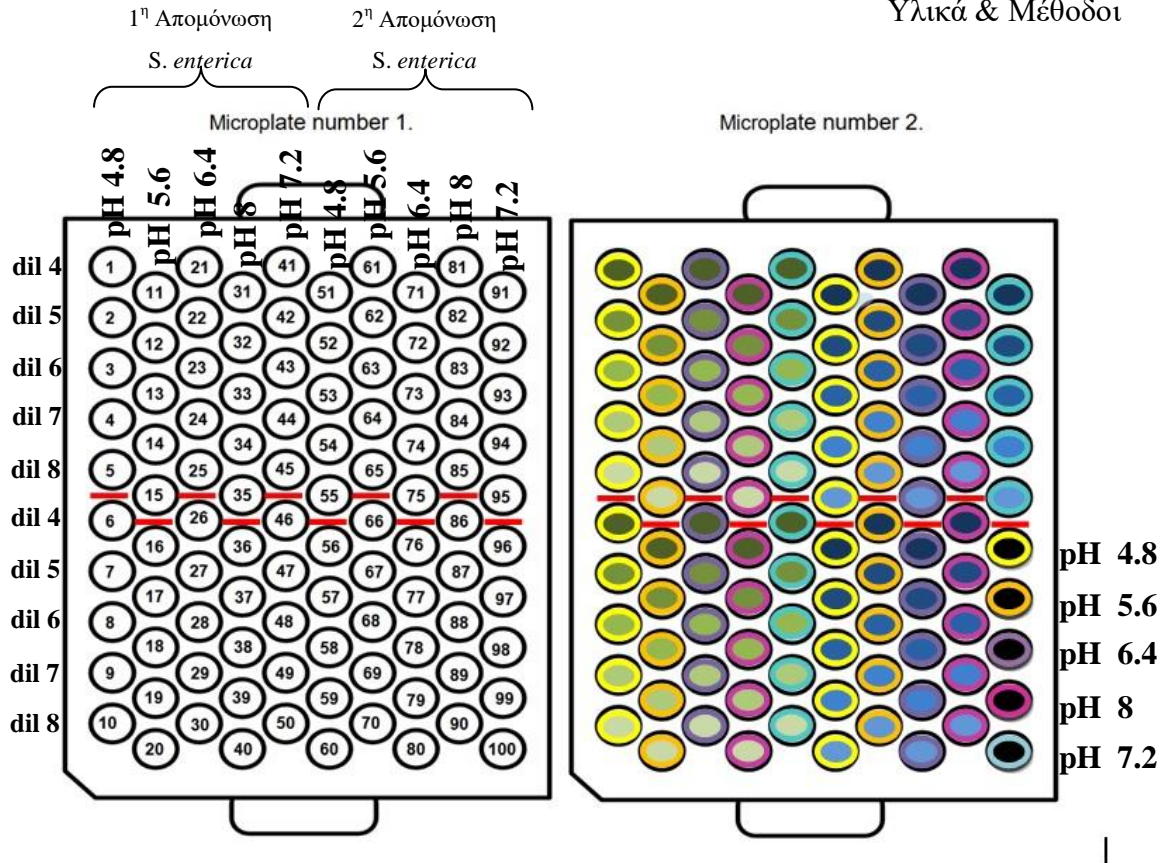 Υλικά & Μέθοδοι
1η Απομόνωση
S. enterica
2η Απομόνωση
S. enterica
Microplate number 1.
Microplate number 2.
pH 4.8
pH 5.6
pH 6.4
pH 8
pH 7.2
pH 4.8
pH 5.6
pH 6.4
pH 8
pH 7.2
dil 4
dil 5
dil 6
dil 7
dil 8
dil 4
dil 5
dil 6
dil 7
dil 8
1 21 41 61 81
11 31 51 71 91
2 22 42 62 82
12 32 52 72 92
3 23 43 63 83
13 33 53 73 93
4 24 44 64 84
14 34 54 74 94
5 25 45 65 85
15 35 55 75 95
6 26 46 66 86
16 36 56 76 96
7 27 47 67 87
17 37 57 77 97
8 28 48 68 88
18 38 58 78 98
9 29 49 69 89
19 39 59 79 99
10 30 50 70 90
20 40 60 80 100
pH 4.8
pH 5.6
pH 6.4
pH 8
pH 7.2